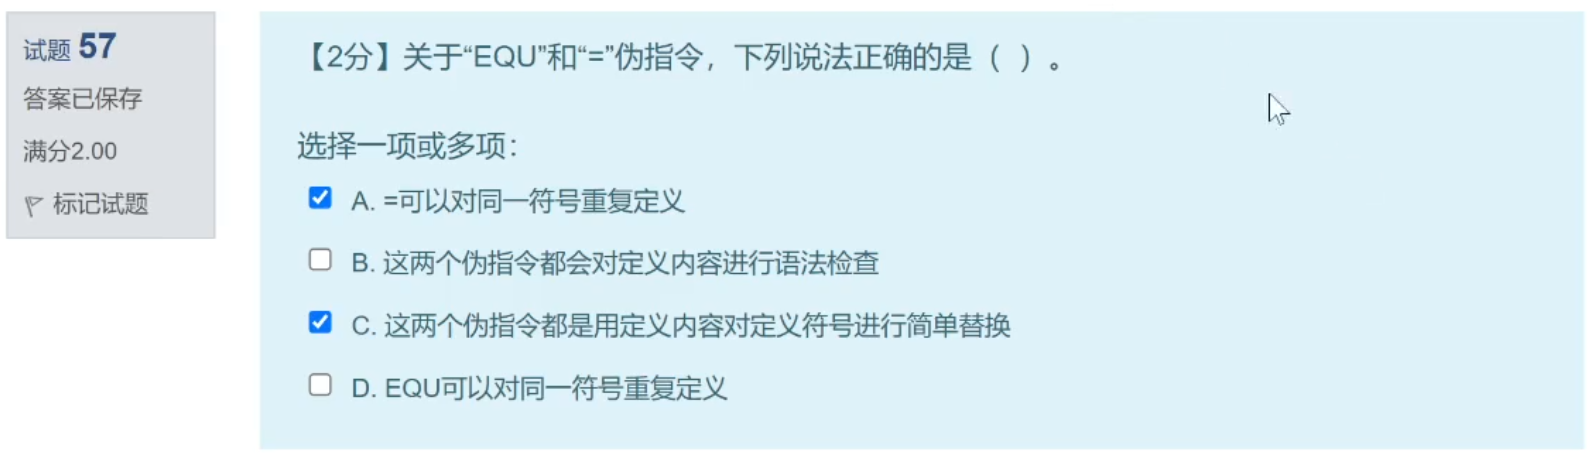 试题 57
答案已保存
满分2.00
标记试题
【2分】关于“EQU”和“=”伪指令，下列说法正确的是（ ）。
选择一项或多项：
A. =可以对同一符号重复定义
B. 这两个伪指令都会对定义内容进行语法检查
C. 这两个伪指令都是用定义内容对定义符号进行简单替换
D. EQU可以对同一符号重复定义